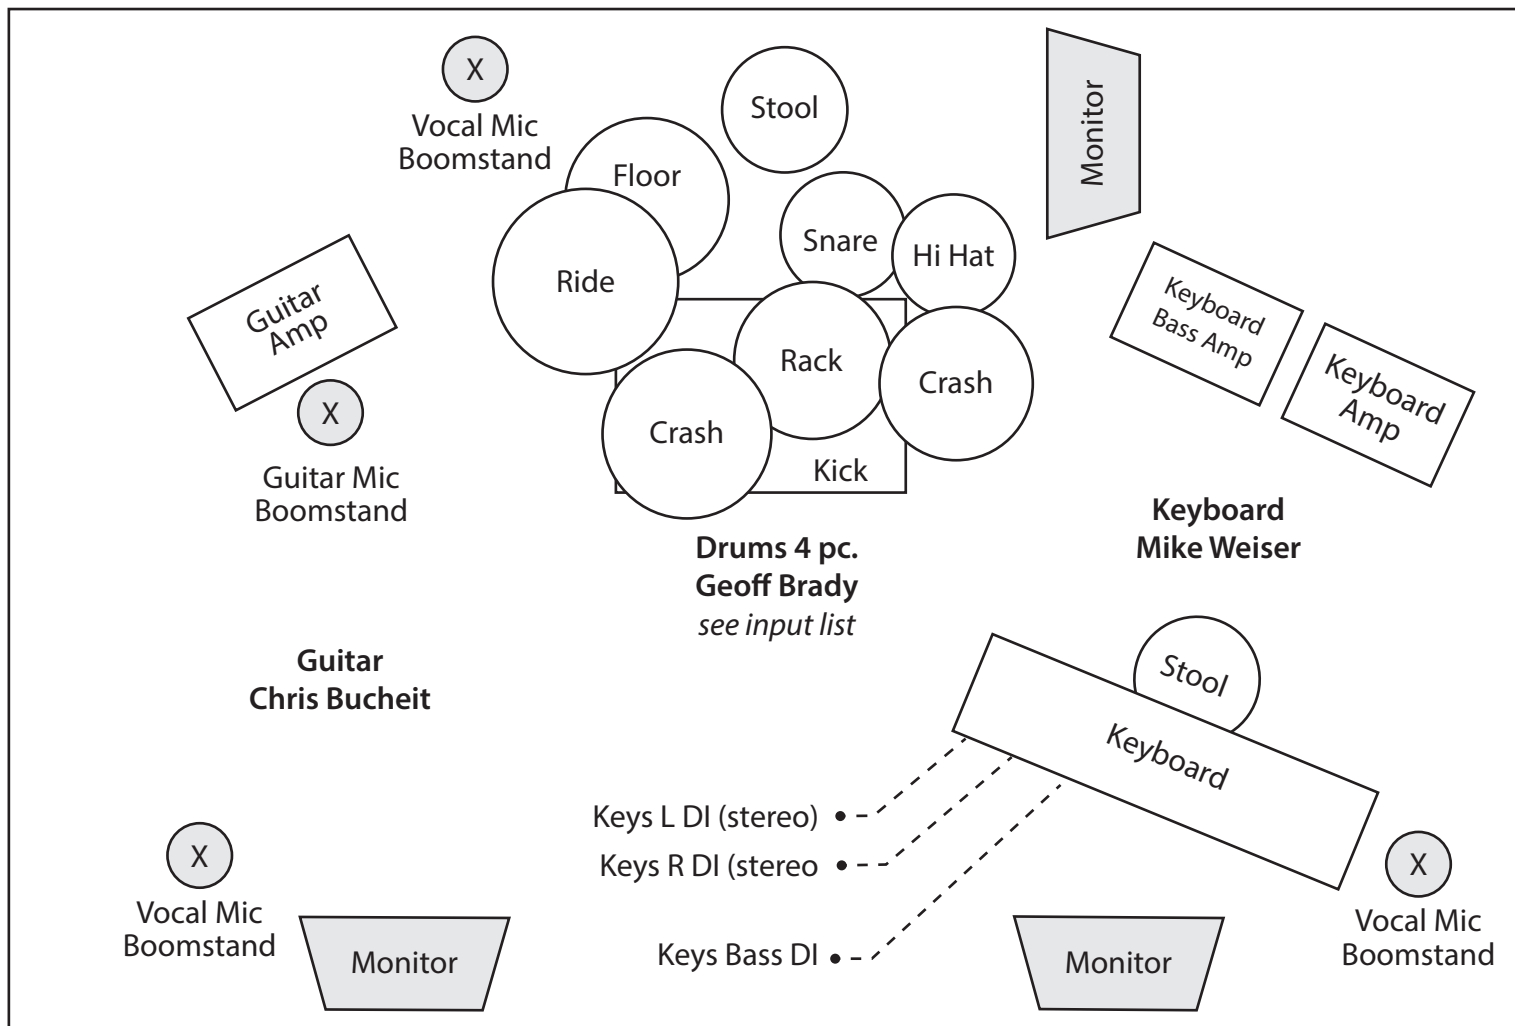 X
Vocal Mic
Boomstand
Stool
Monitor
Floor
Snare
Hi Hat
Ride
Guitar
Amp
Keyboard
Bass Amp
Rack
Crash
Keyboard
Amp
X
Crash
Kick
Guitar Mic
Boomstand
Keyboard
Mike Weiser
Drums 4 pc.
Geoff Brady
see input list
Guitar
Chris Bucheit
Stool
Keyboard
Keys L DI (stereo)
Keys R DI (stereo
X
Vocal Mic
Boomstand
Monitor
Keys Bass DI
Monitor
X
Vocal Mic
Boomstand